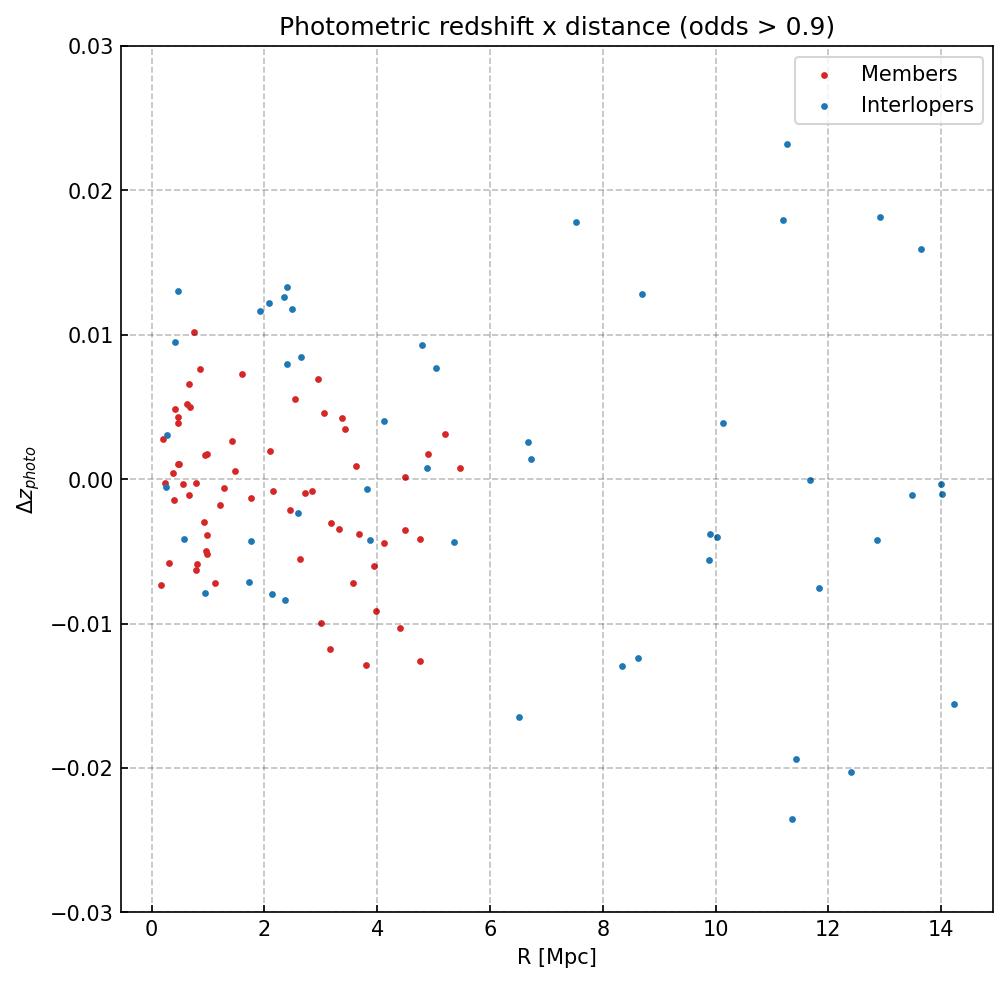 Photometric redshift x distance (odds > 0.9)
Members
Interlopers
Δz_photo
0.03
0.02
0.01
0.00
−0.01
−0.02
−0.03
0 2 4 6 8 10 12 14
R [Mpc]